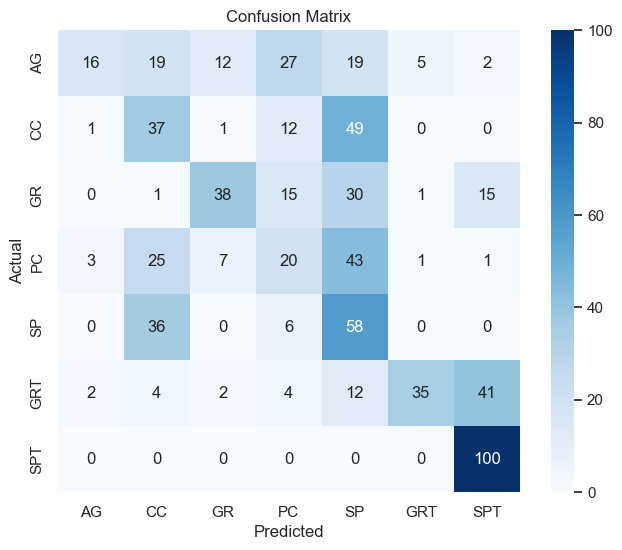 Confusion Matrix
AG 16 19 12 27 19 5 2
CC 1 37 1 12 49 0 0
GR 0 1 38 15 30 1 15
PC 3 25 7 20 43 1 1
SP 0 36 0 6 58 0 0
GRT 2 4 2 4 12 35 41
SPT 0 0 0 0 0 0 100
AG CC GR PC SP GRT SPT
Predicted
Actual
100
80
60
40
20
0